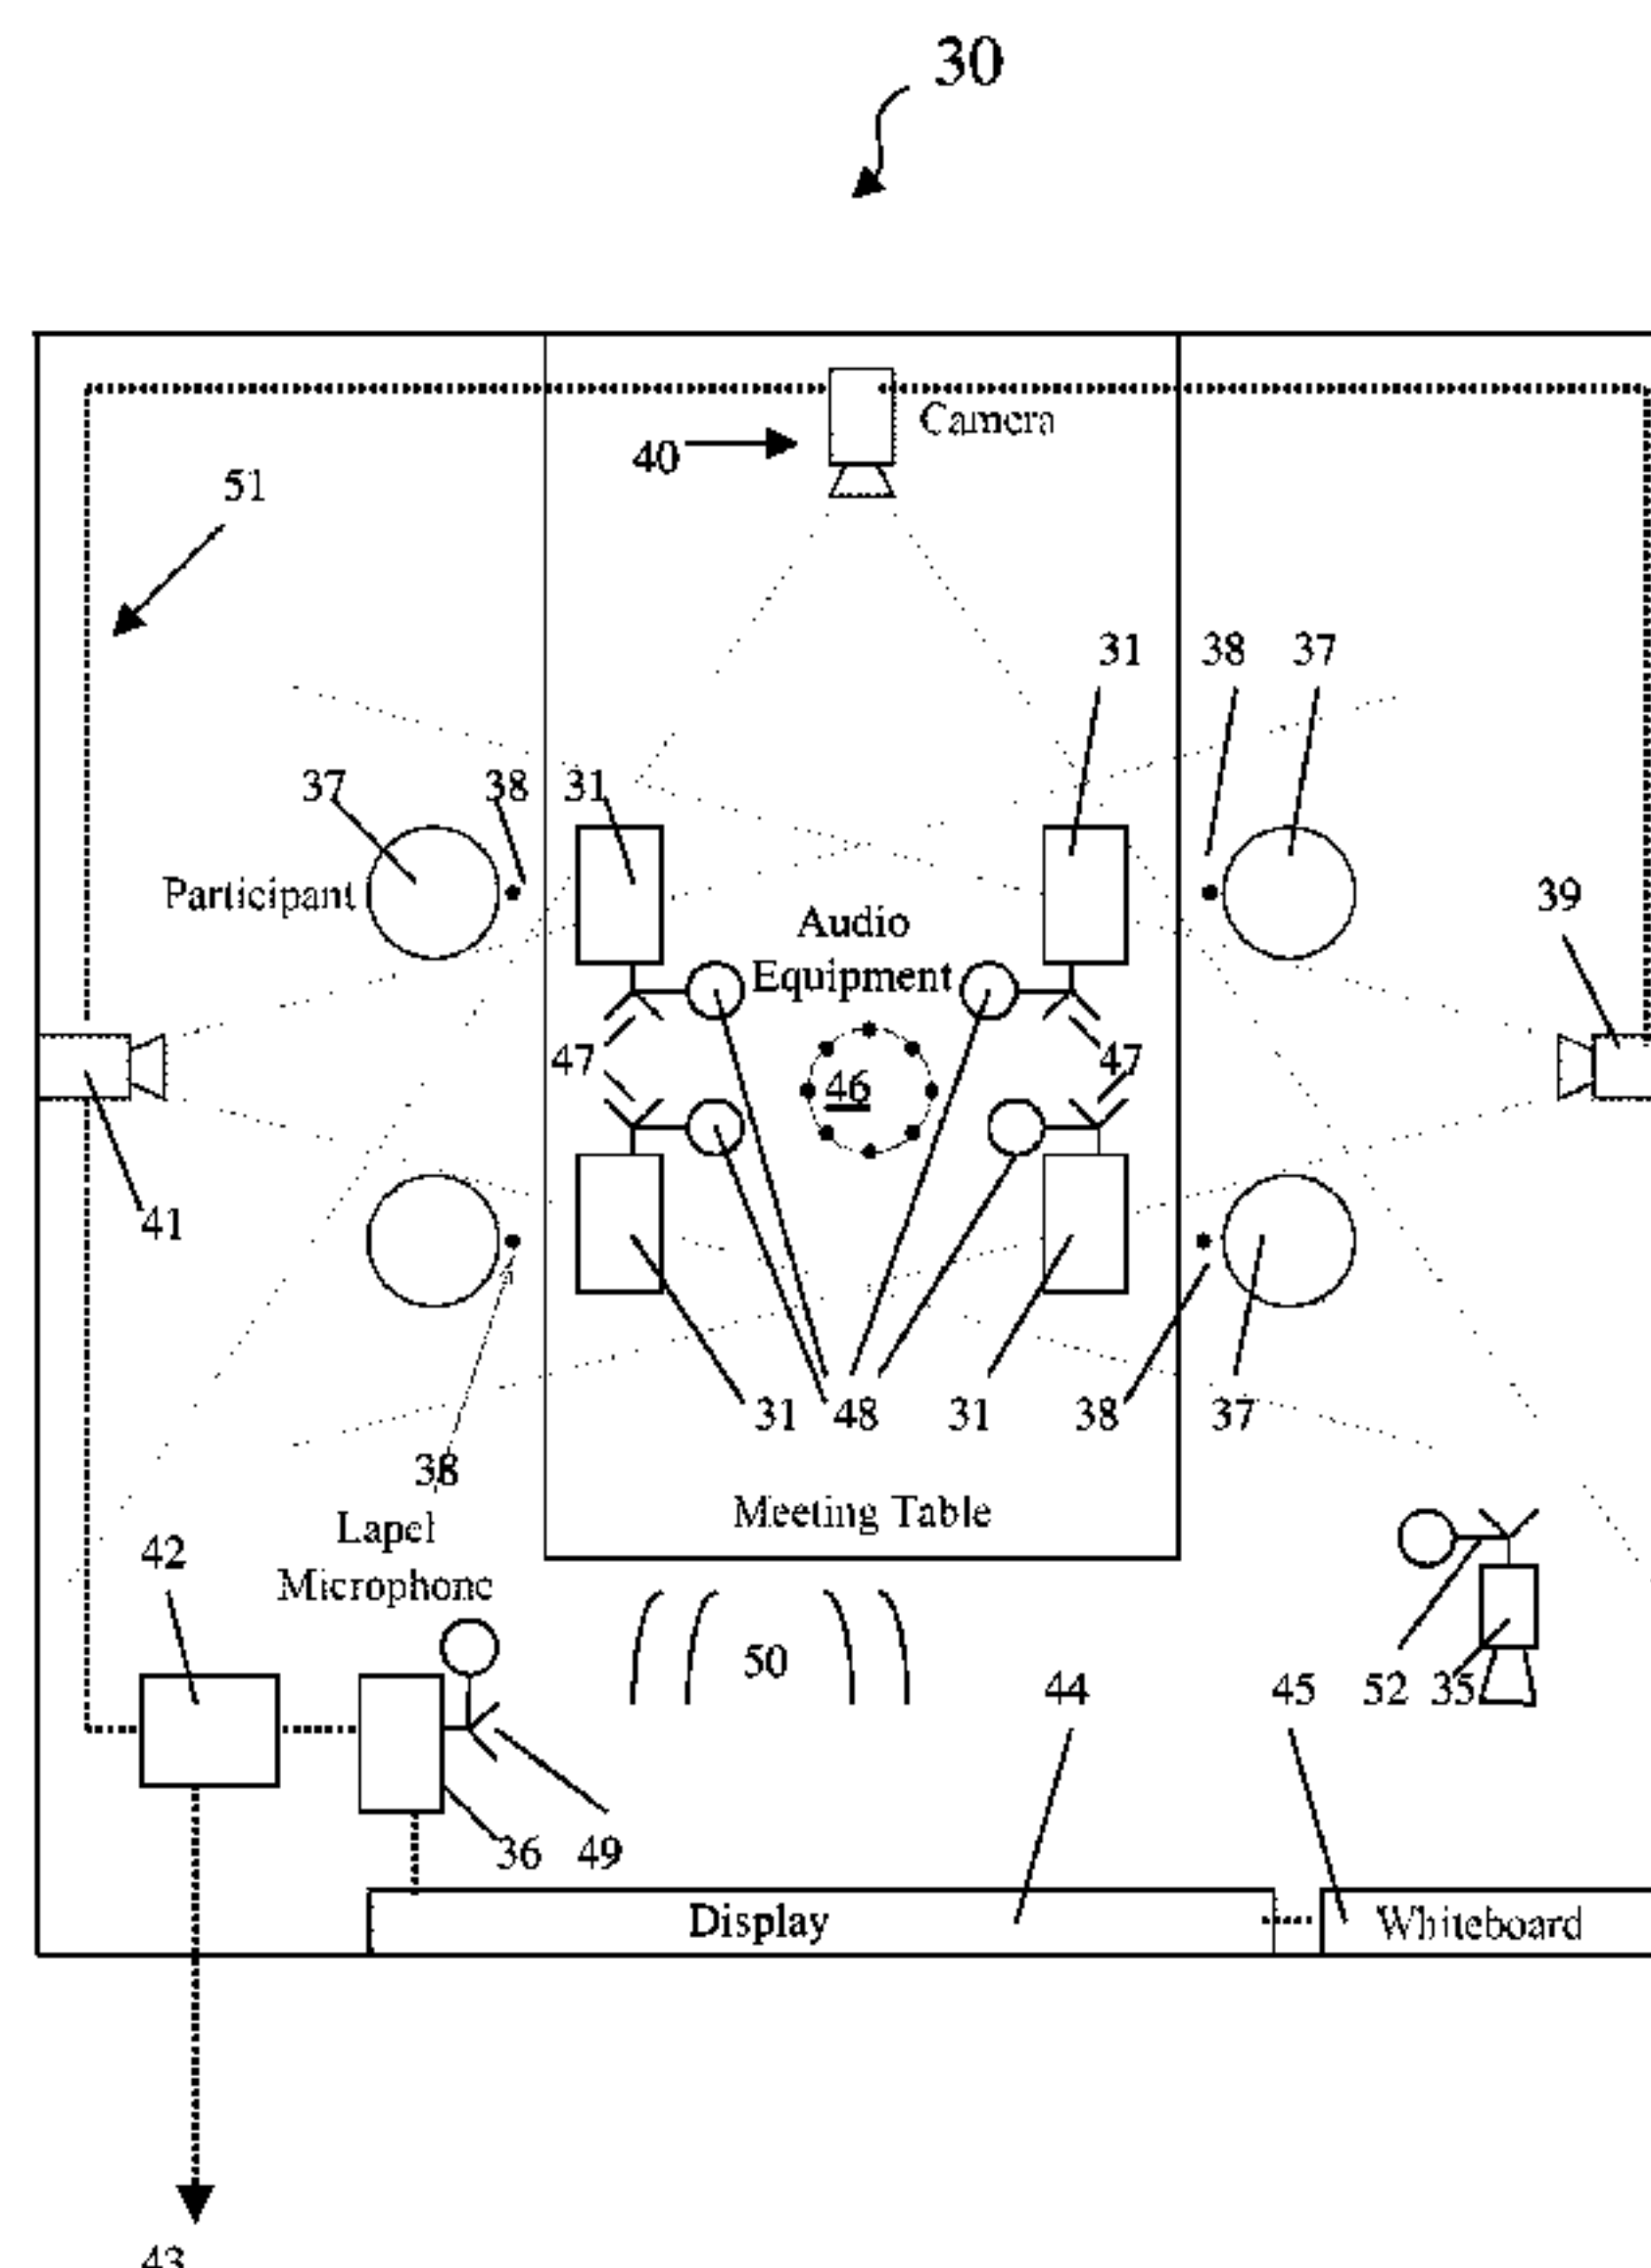 30
Camera
40
51
31 38 37
37 38 31
Participant
39
Audio
Equipment
47 47
46
41
31 48 31 38 37
38
Meeting Table
Lapel
Microphone
42
50
44 45 52 35
36 49
Display
Whiteboard
43